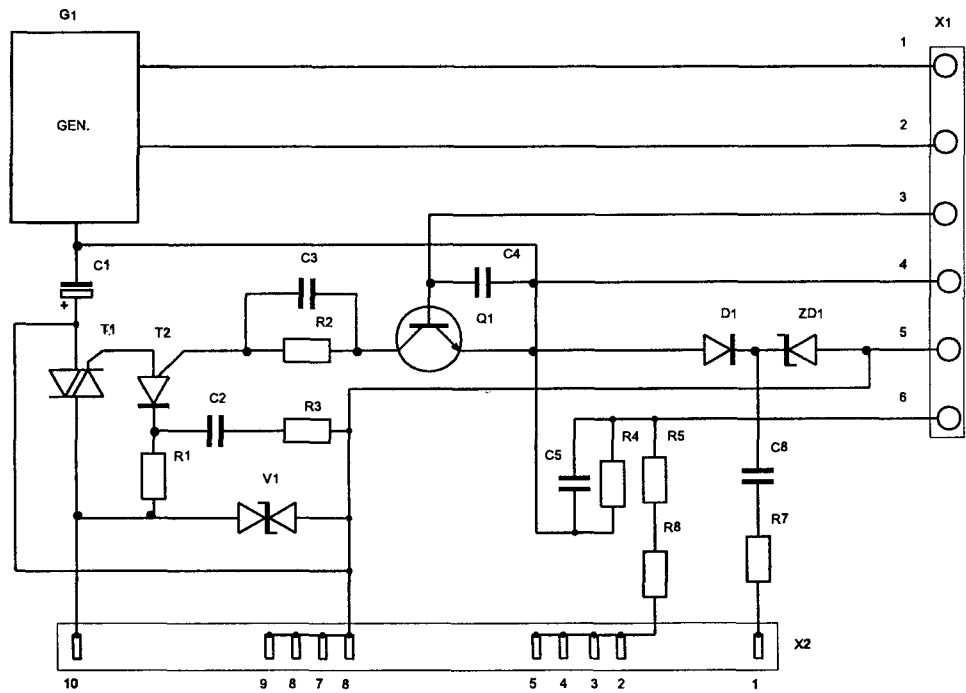 G1
X1
1
GEN.
2
3
C1
C3
C4
4
+
R2
Q1
D1
ZD1
5
T1
T2
6
C2
R3
R4
R5
C8
R1
V1
C5
R8
R7
X2
10
9
8
7
8
5
4
3
2
1